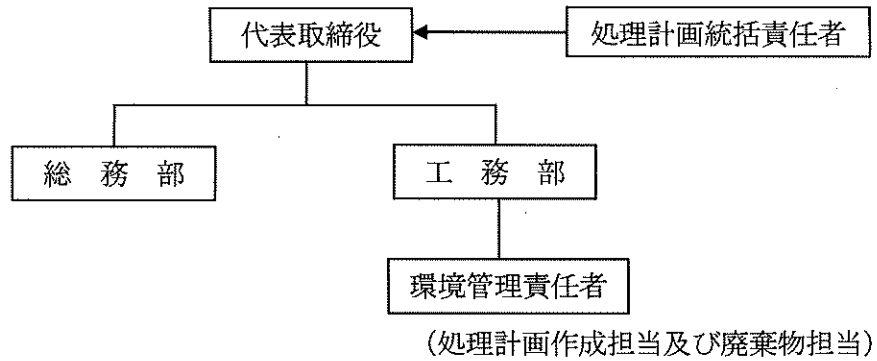 代表取締役
処理計画統括責任者
総務部
工務部
環境管理責任者
（処理計画作成担当及び廃棄物担当）